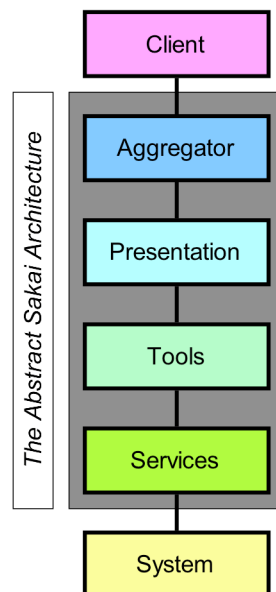 Client
The Abstract Sakai Architecture
Aggregator
Presentation
Tools
Services
System